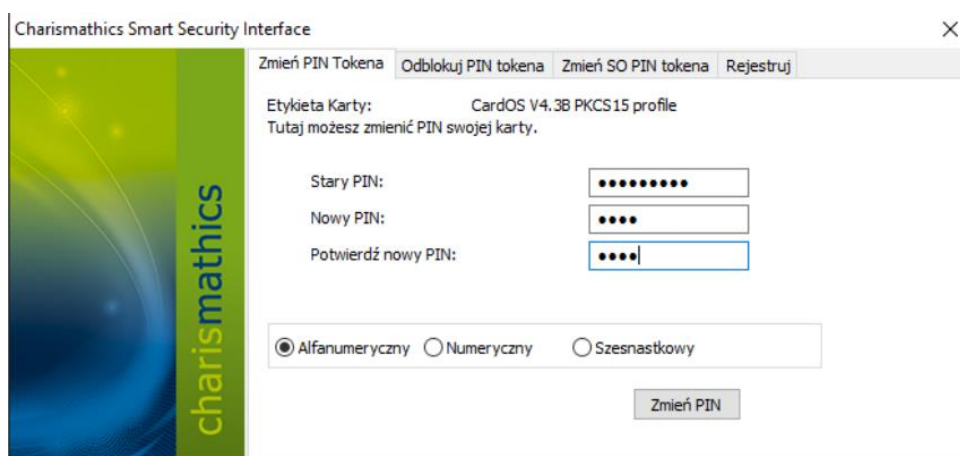 Charismathics Smart Security Interface
charismathics
Zmień PIN Tokena Odblokuj PIN tokena Zmień SO PIN tokena Rejestruj
Etykieta Karty: CardOS V4.3B PKCS15 profile
Tutaj możesz zmienić PIN swojej karty.
Stary PIN: •••••••••
Nowy PIN: ••••
Potwierdź nowy PIN: ••••
Alfanumeryczny Numeryczny Szesnastkowy
Zmień PIN